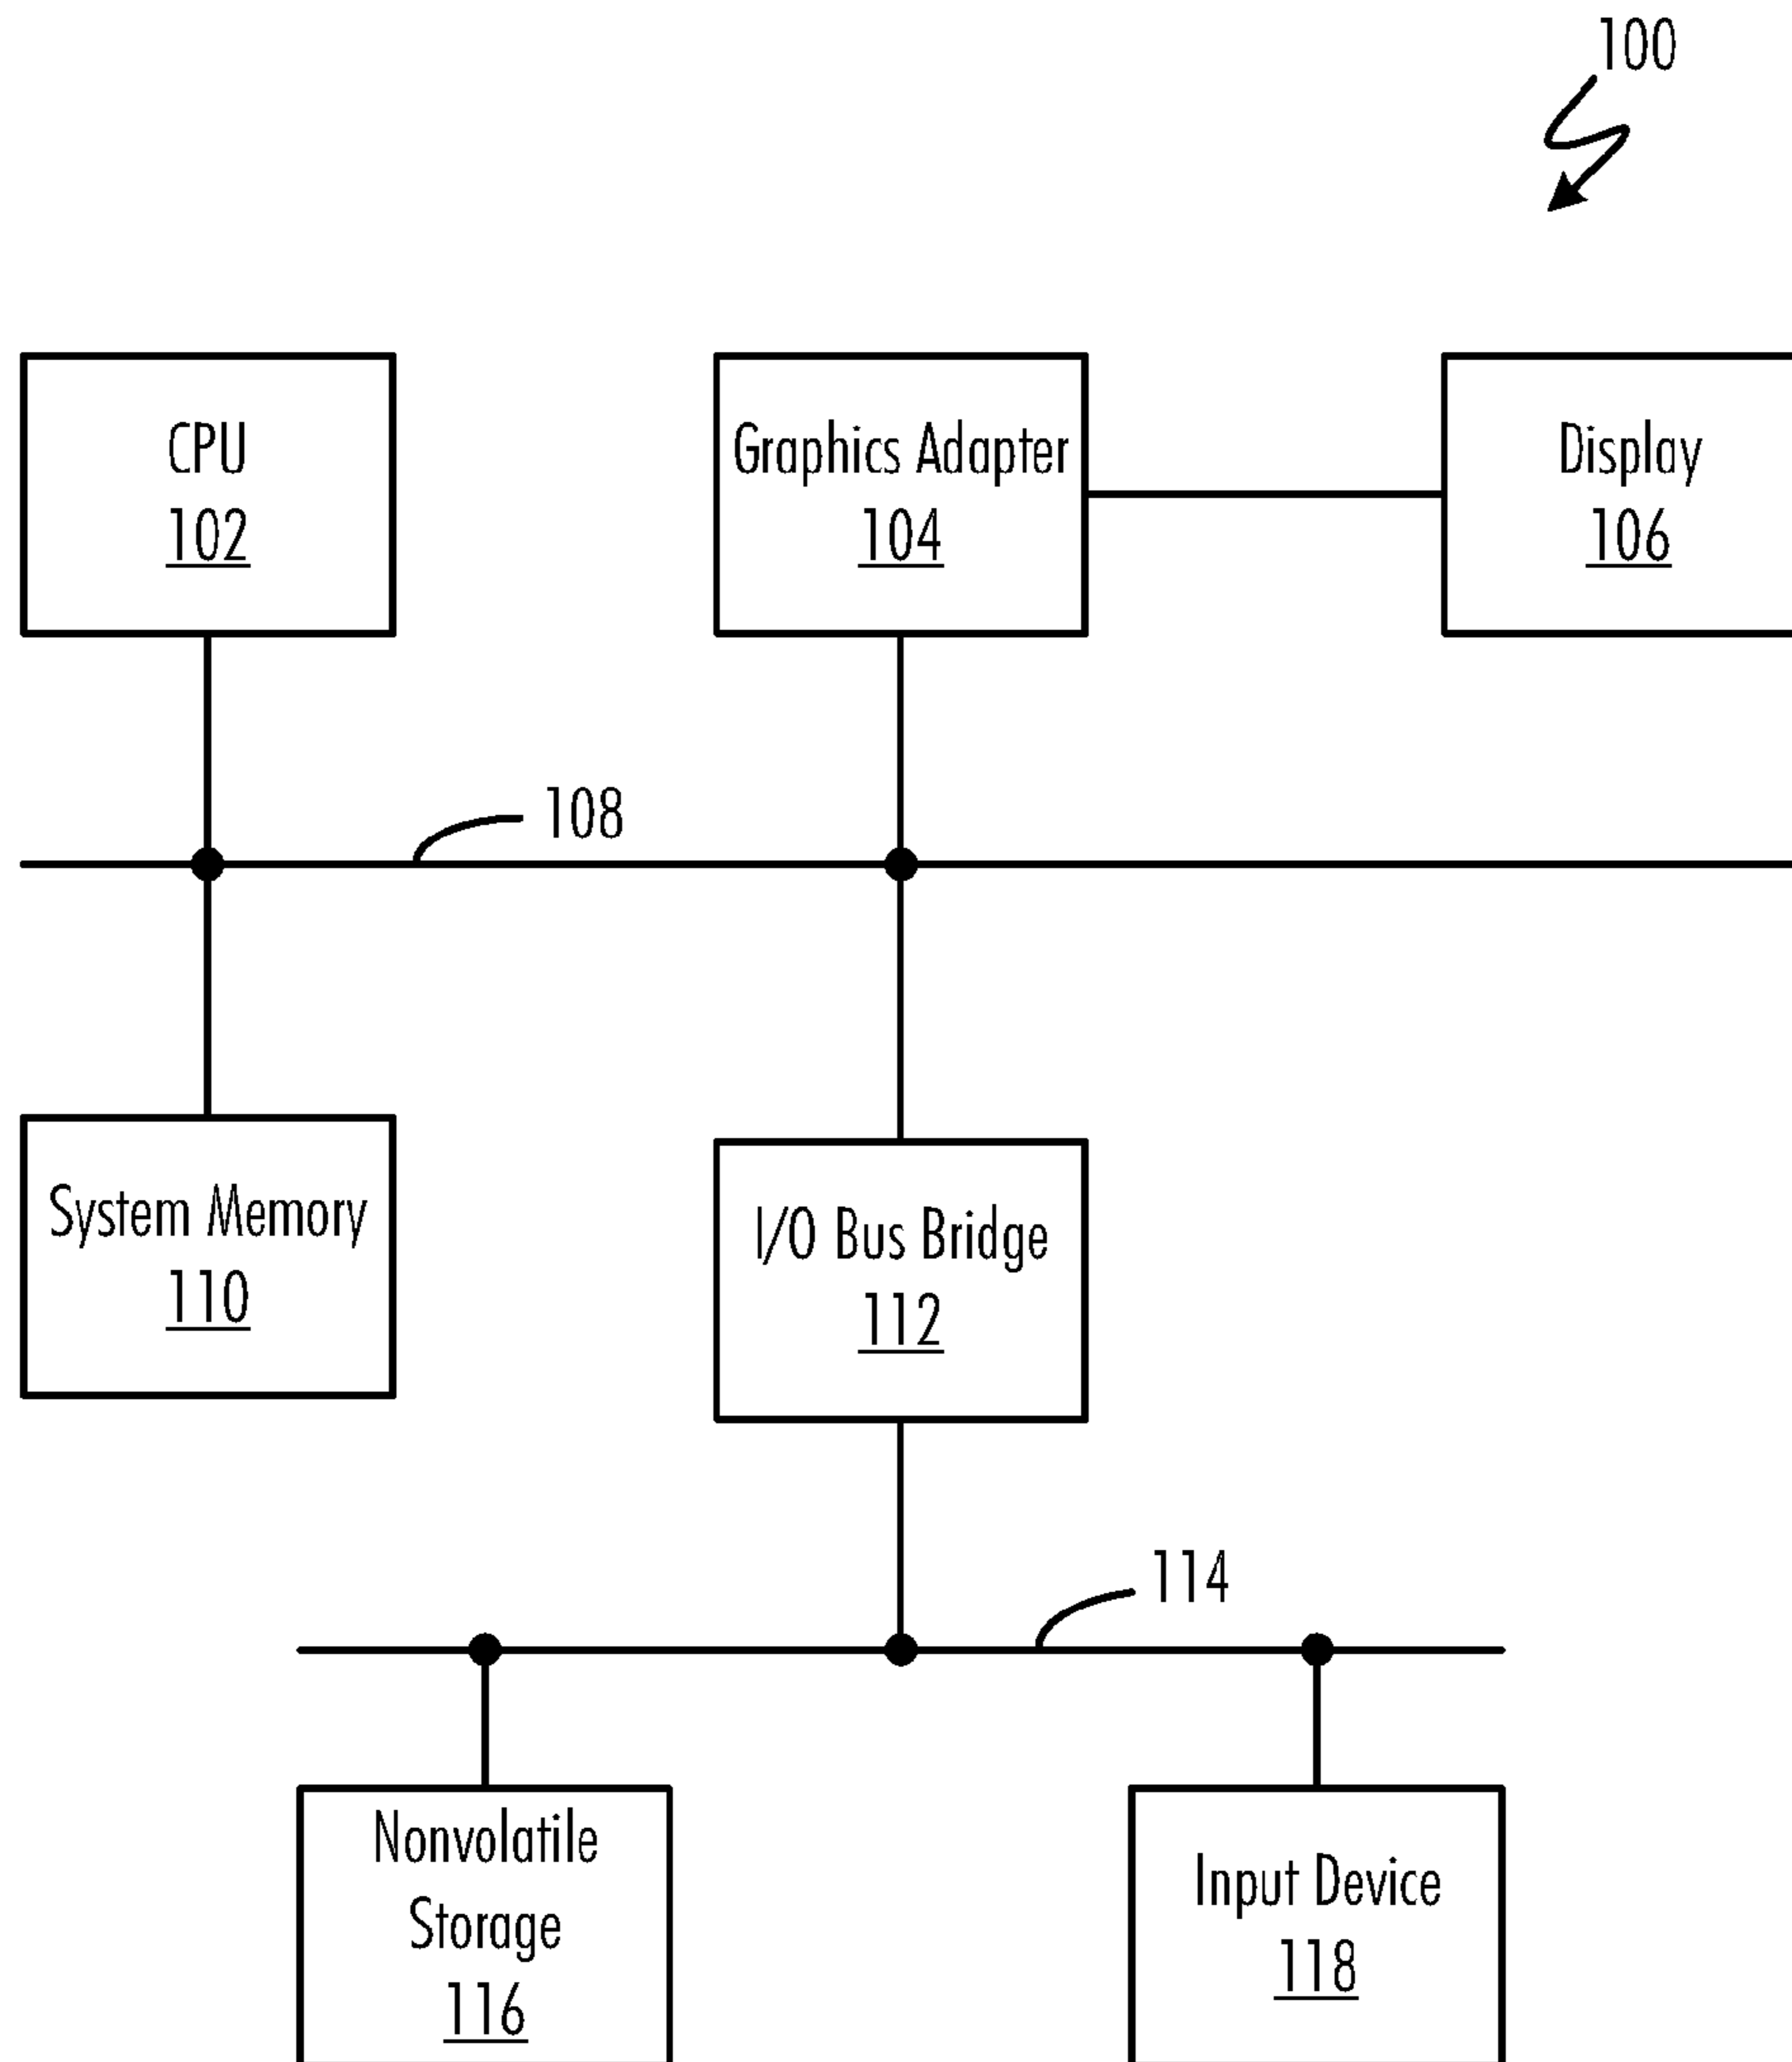 100
CPU
102
Graphics Adapter
104
Display
106
108
System Memory
110
I/O Bus Bridge
112
114
Nonvolatile
Storage
116
Input Device
118